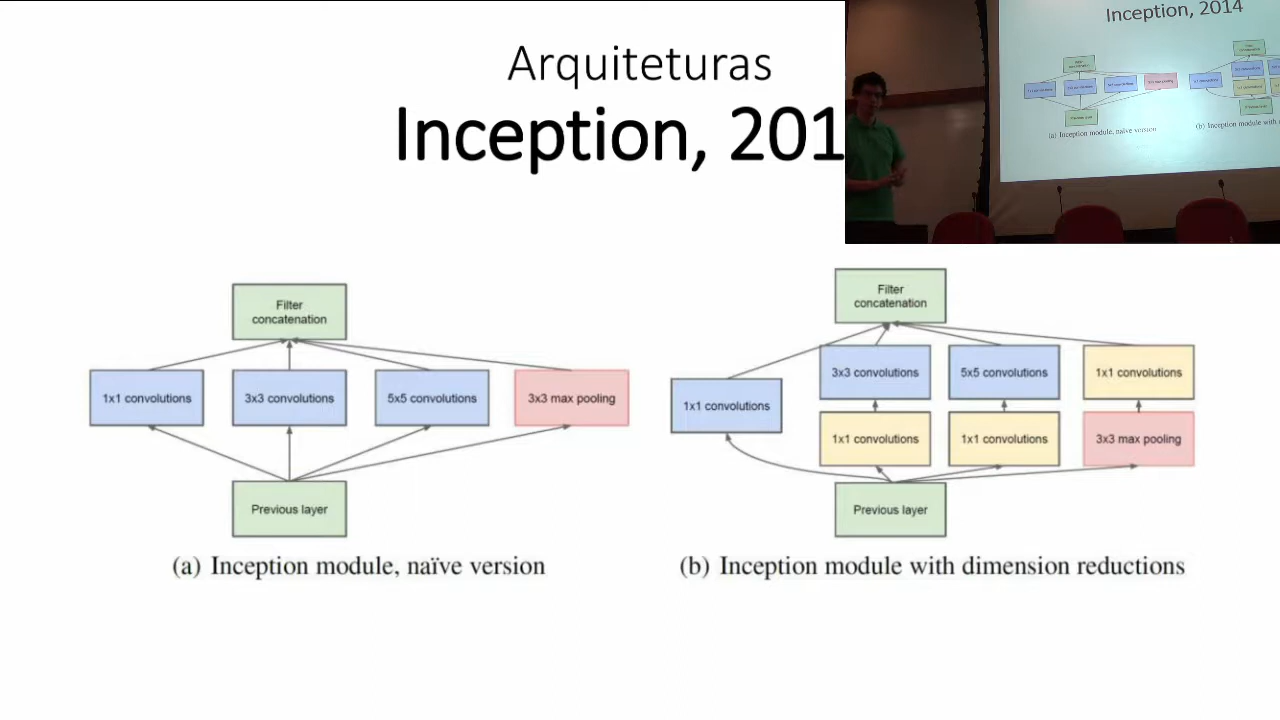 Arquiteturas
Inception, 201
Inception, 2014
(a) Inception module, naïve version
(b) Inception module with
Filter
concatenation
1x1 convolutions
3x3 convolutions
5x5 convolutions
3x3 max pooling
Previous layer
(a) Inception module, naïve version
Filter
concatenation
1x1 convolutions
3x3 convolutions
5x5 convolutions
1x1 convolutions
1x1 convolutions
1x1 convolutions
3x3 max pooling
Previous layer
(b) Inception module with dimension reductions